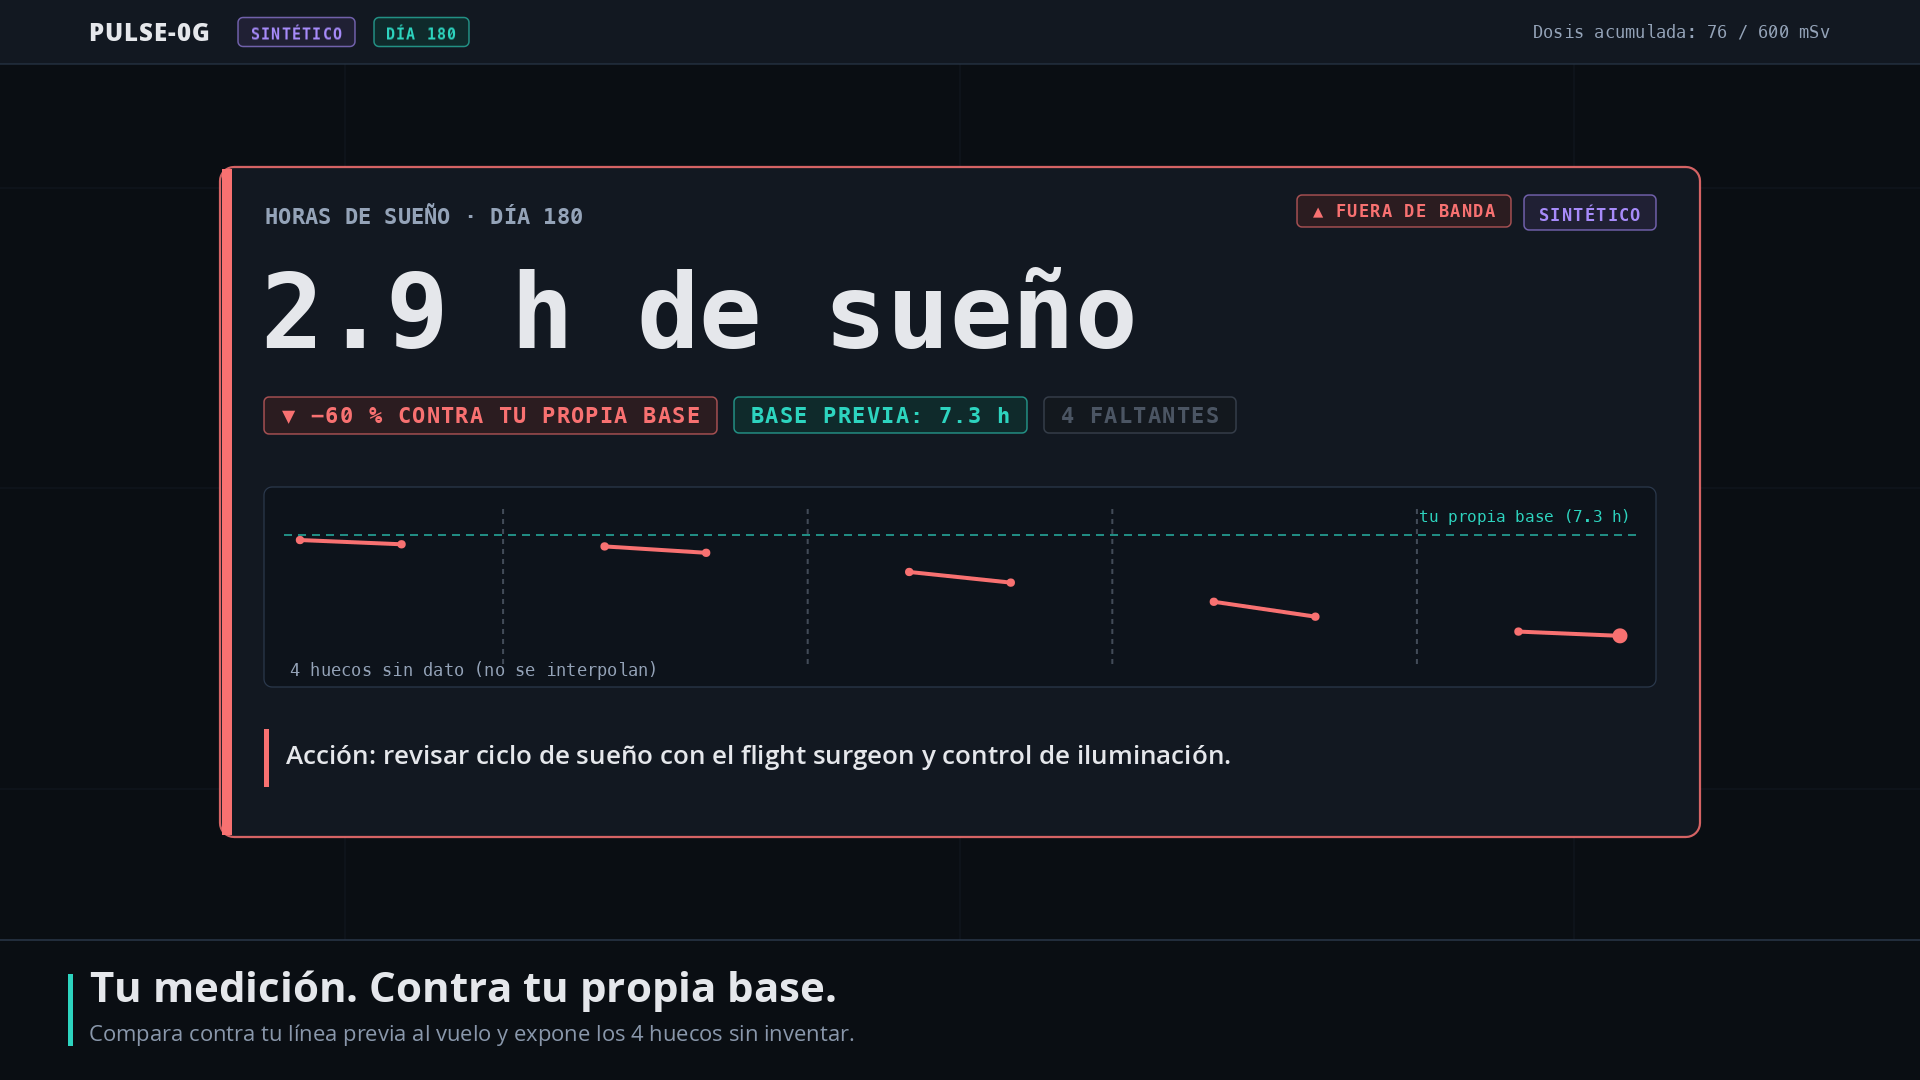 PULSE-0G
SINTÉTICO
DÍA 180
Dosis acumulada: 76 / 600 mSv
HORAS DE SUEÑO · DÍA 180
▲ FUERA DE BANDA
SINTÉTICO
2.9 h de sueño
▼ −60 % CONTRA TU PROPIA BASE
BASE PREVIA: 7.3 h
4 FALTANTES
tu propia base (7.3 h)
4 huecos sin dato (no se interpolan)
Acción: revisar ciclo de sueño con el flight surgeon y control de iluminación.
Tu medición. Contra tu propia base.
Compara contra tu línea previa al vuelo y expone los 4 huecos sin inventar.